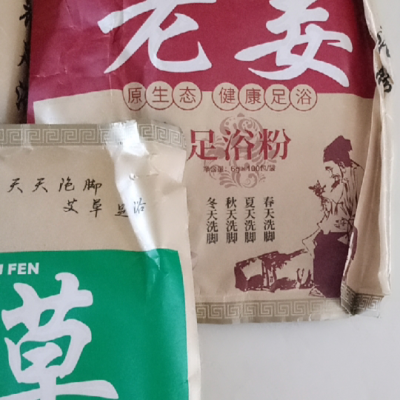 老姜
原生态 健康足浴
足浴粉
春天洗脚
夏天洗脚
秋天洗脚
冬天洗脚
天天泡脚
艾草足浴
FEN
草